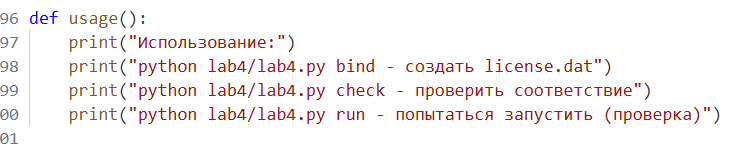 96 def usage():
97     print("Использование:")
98     print("python lab4/lab4.py bind - создать license.dat")
99     print("python lab4/lab4.py check - проверить соответствие")
00     print("python lab4/lab4.py run - попытаться запустить (проверка)")
01